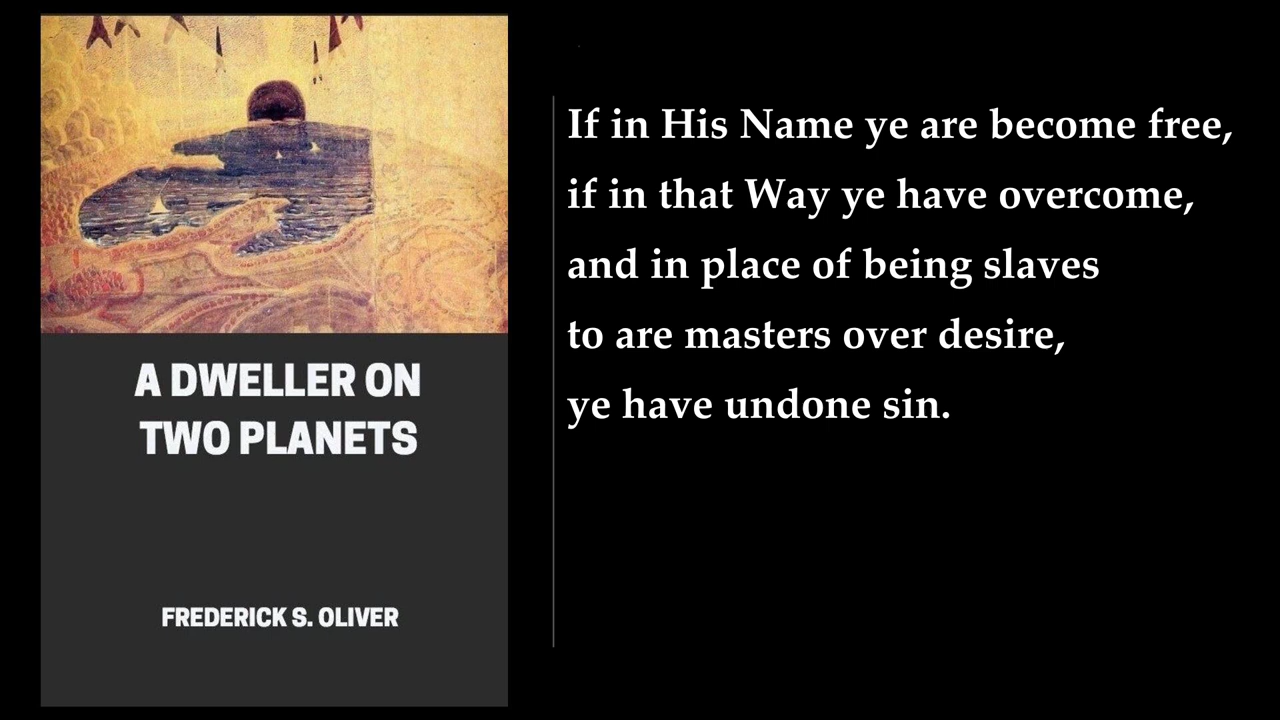 A DWELLER ON
TWO PLANETS
FREDERICK S. OLIVER
If in His Name ye are become free,
if in that Way ye have overcome,
and in place of being slaves
to are masters over desire,
ye have undone sin.